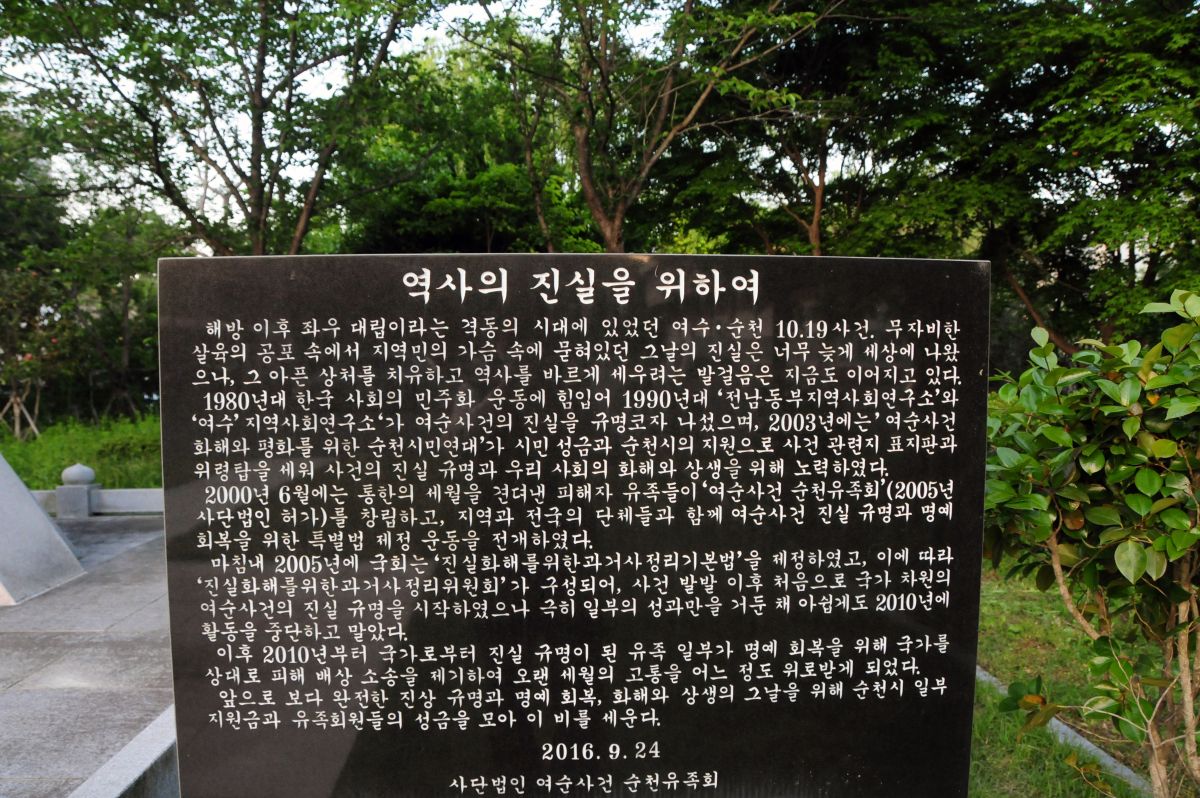 역사의 진실을 위하여
해방 이후 좌우 대립이라는 격동의 시대에 있었던 여수·순천 10.19사건. 무자비한
살육의 공포 속에서 지역민의 가슴 속에 묻혀있던 그날의 진실은 너무 늦게 세상에 나왔
으나, 그 아픈 상처를 치유하고 역사를 바르게 세우려는 발걸음은 지금도 이어지고 있다.
1980년대 한국 사회의 민주화 운동에 힘입어 1990년대 ‘전남동부지역사회연구소’와
‘여수’지역사회연구소‘가 여순사건의 진실을 규명코자 나섰으며, 2003년에는’여순사건
화해와 평화를 위한 순천시민연대’가 시민 성금과 순천시의 지원으로 사건 관련지 표지판과
위령탑을 세워 사건의 진실 규명과 우리 사회의 화해와 상생을 위해 노력하였다.
2000년 6월에는 통한의 세월을 견뎌낸 피해자 유족들이 ‘여순사건 순천유족회’(2005년
사단법인 허가)를 창립하고, 지역과 전국의 단체들과 함께 여순사건 진실 규명과 명예
회복을 위한 특별법 제정 운동을 전개하였다.
마침내 2005년에 국회는 ‘진실화해를위한과거사정리기본법’을 제정하였고, 이에 따라
‘진실화해를위한과거사정리위원회’가 구성되어, 사건 발발 이후 처음으로 국가 차원의
여순사건의 진실 규명을 시작하였으나 극히 일부의 성과만을 거둔 채 아쉽게도 2010년에
활동을 중단하고 말았다.
이후 2010년부터 국가로부터 진실 규명이 된 유족 일부가 명예 회복을 위해 국가를
상대로 피해 배상 소송을 제기하여 오랜 세월의 고통을 어느 정도 위로받게 되었다.
앞으로 보다 완전한 진상 규명과 명예 회복, 화해와 상생의 그날을 위해 순천시 일부
지원금과 유족회원들의 성금을 모아 이 비를 세운다.
2016. 9. 24
사단법인 여순사건 순천유족회